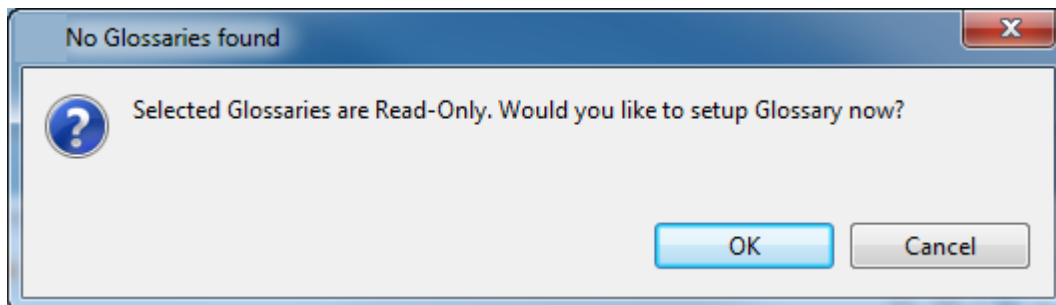 No Glossaries found
Selected Glossaries are Read-Only. Would you like to setup Glossary now?
OK
Cancel